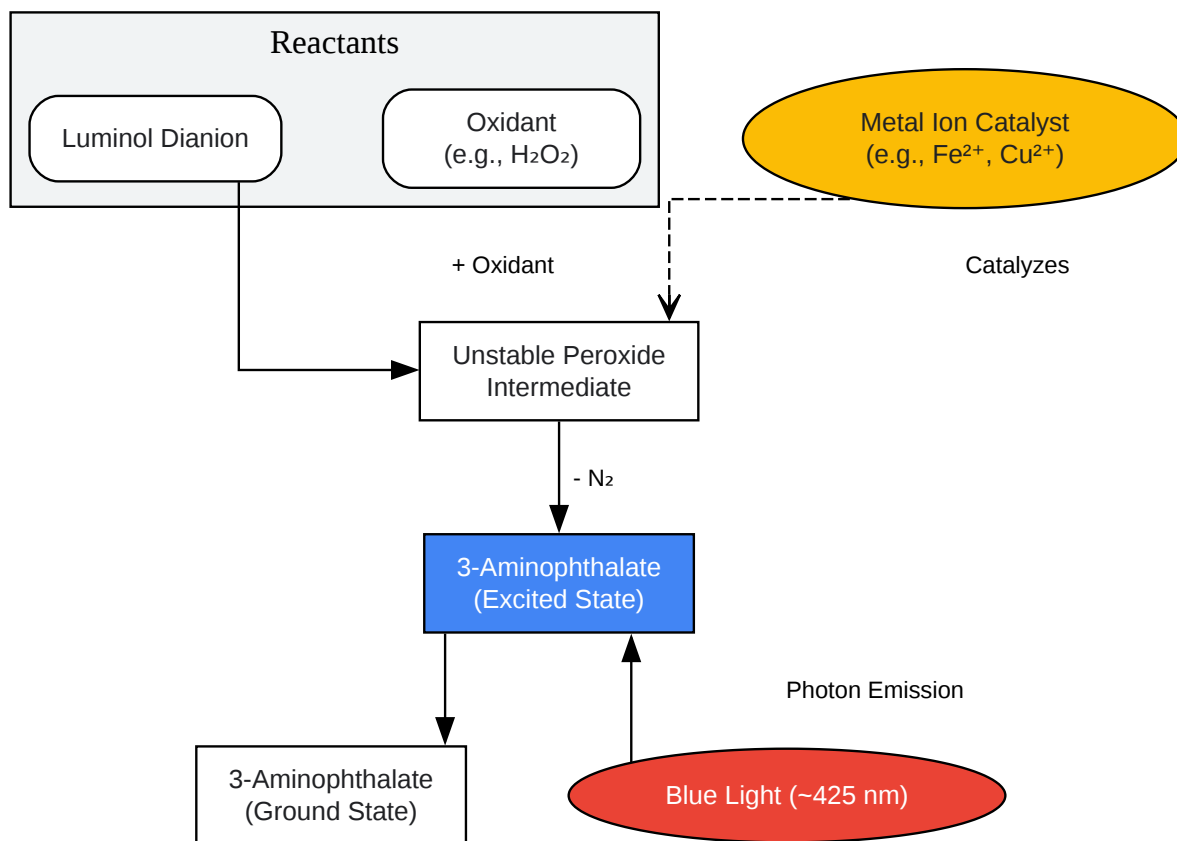 Reactants
Luminol Dianion
Oxidant
(e.g., H₂O₂)
Metal Ion Catalyst
(e.g., Fe²⁺, Cu²⁺)
+ Oxidant
Catalyzes
Unstable Peroxide
Intermediate
- N₂
3-Aminophthalate
(Excited State)
Photon Emission
3-Aminophthalate
(Ground State)
Blue Light (~425 nm)